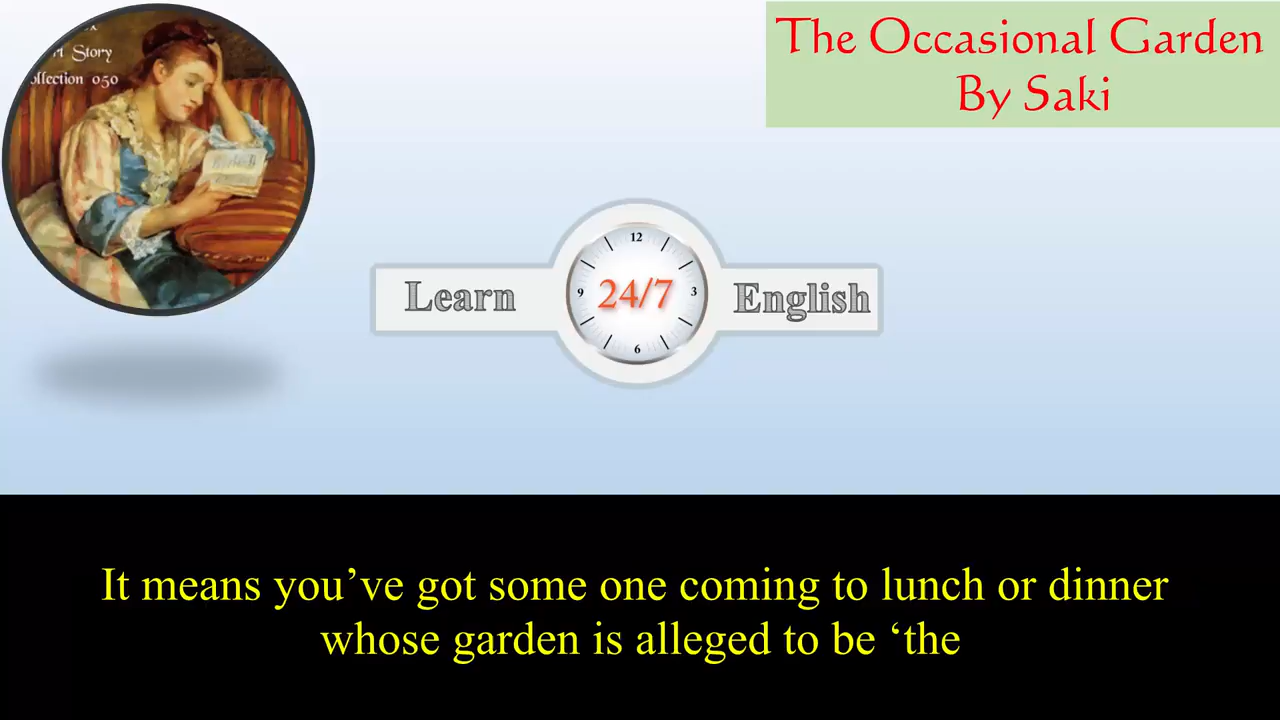 Story
ollection 050
The Occasional Garden
By Saki
Learn 24/7 English
12
3
6
9
It means you’ve got some one coming to lunch or dinner
whose garden is alleged to be ‘the